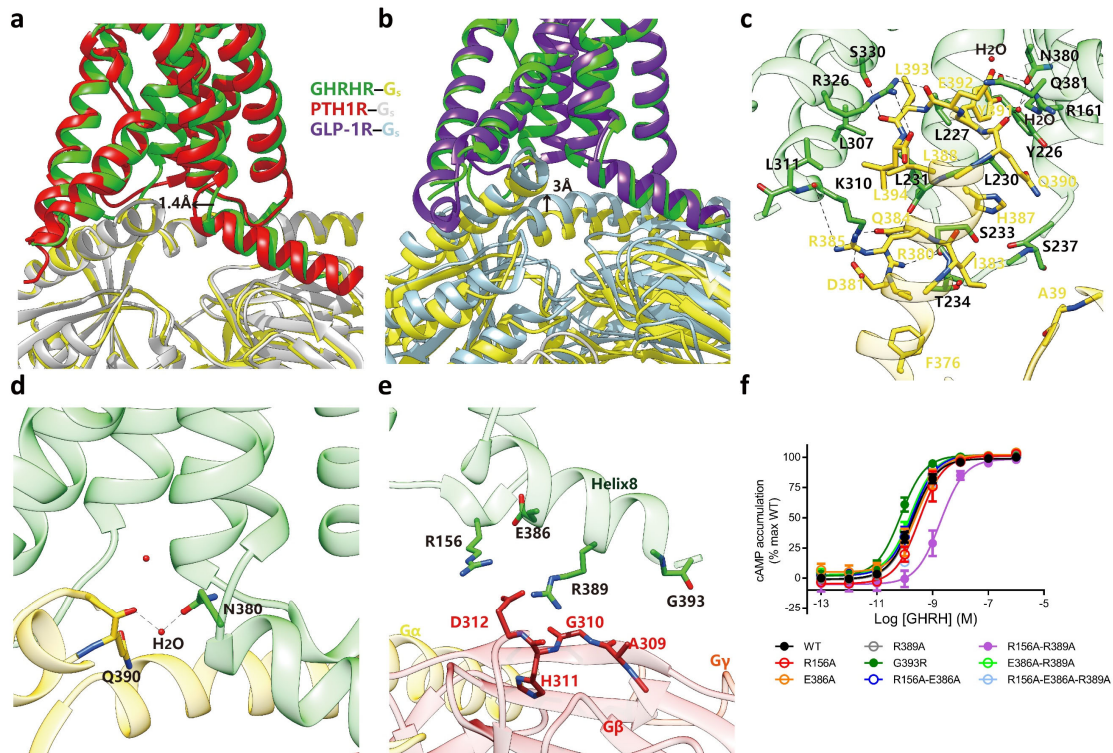 a
GHRHR–Gs
PTH1R–Gs
GLP-1R–Gs
1.4Å
b
3Å
c
S330
L393
H2O
N380
R326
E392
Q381
R161
H2O
L307
L227
Y226
L311
L388
K310
L231
L230
Q390
L394
H387
Q384
S233
R385
R380
I383
S237
D381
T234
A39
F376
d
N380
H2O
Q390
e
Helix8
R156
E386
R389
G393
D312
G310
A309
Gα
H311
Gγ
Gβ
f
cAMP accumulation
(% max WT)
100
75
50
25
0
-25
-13
-11
-9
-7
-5
Log [GHRH] (M)
WT
R389A
R156A-R389A
R156A
G393R
E386A-R389A
E386A
R156A-E386A
R156A-E386A-R389A